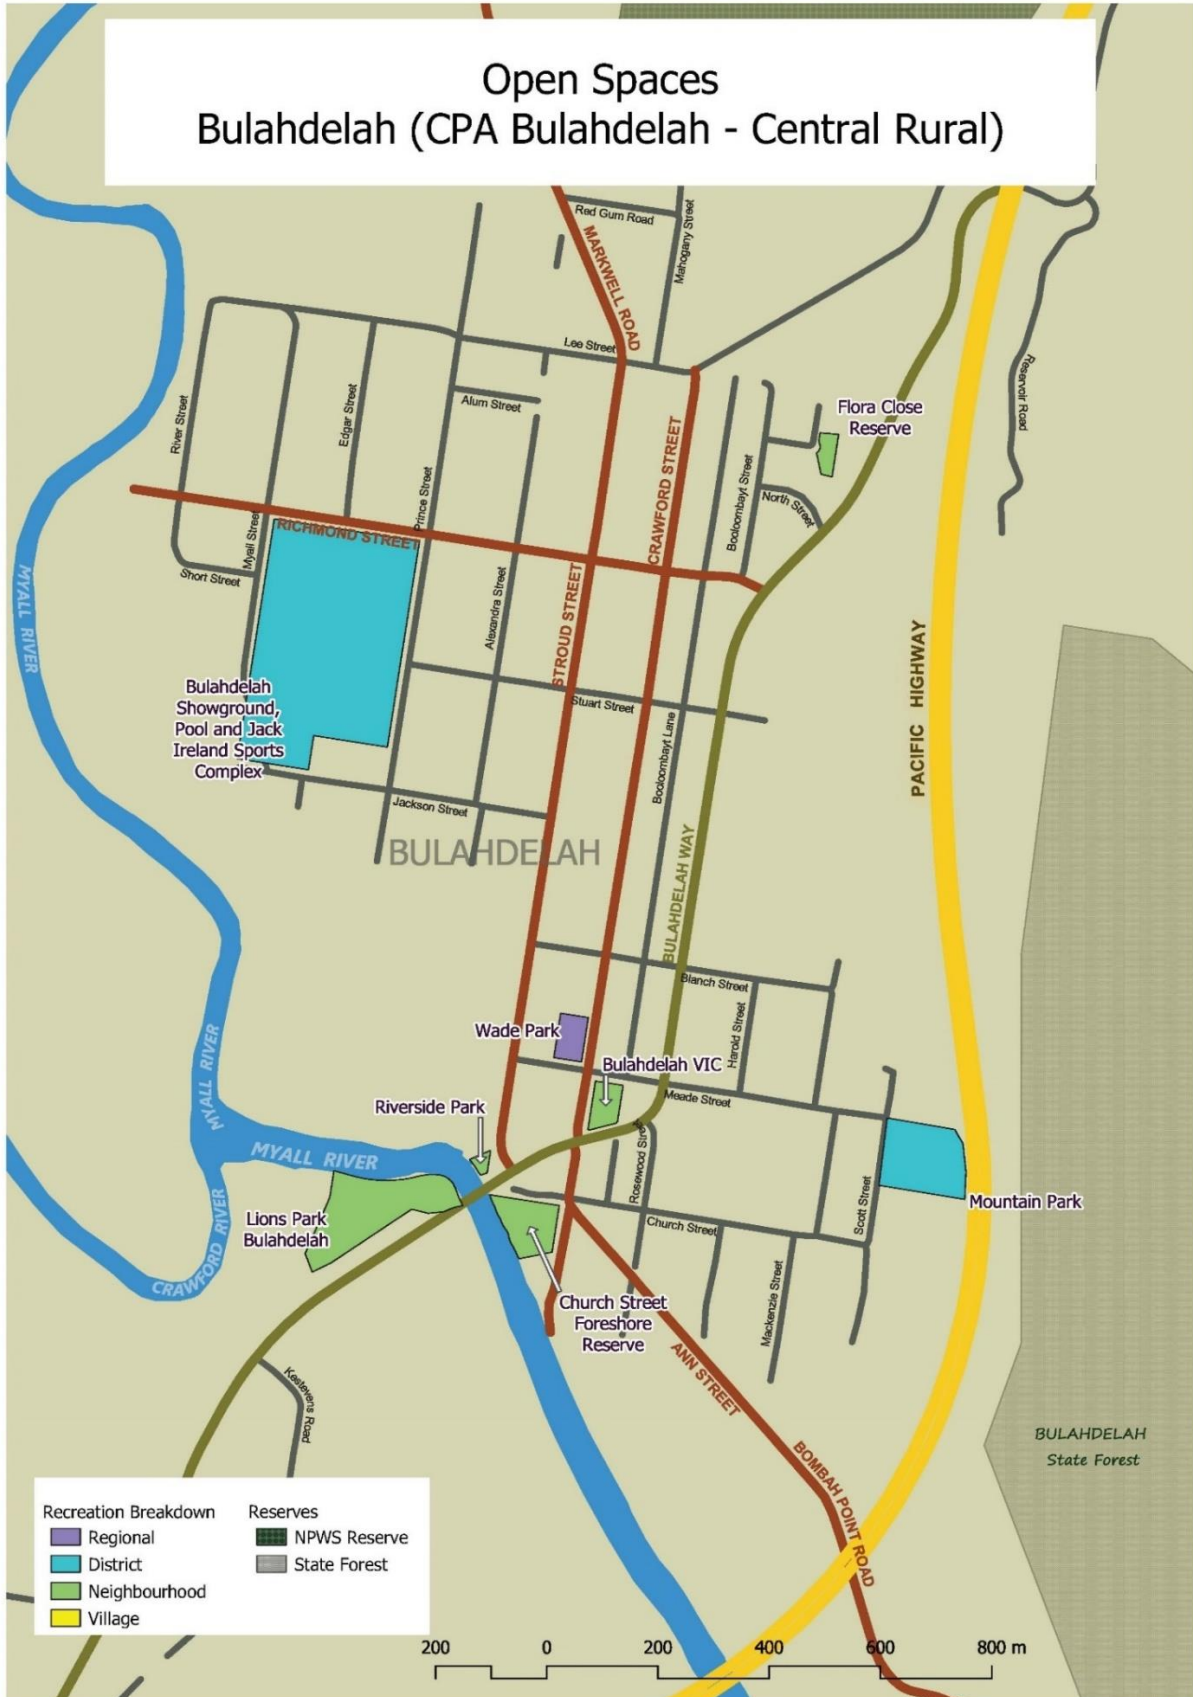 Open Spaces
Bulahdelah (CPA Bulahdelah - Central Rural)
Red Gum Road
Mahogany Street
MARKWELL ROAD
Lee Street
Reservoir Road
River Street
Edgar Street
Alum Street
Flora Close
Reserve
CRAWFORD STREET
Prince Street
Booloombayt Street
North Street
RICHMOND STREET
Myall Street
Short Street
MYALL RIVER
Alexandra Street
STROUD STREET
Stuart Street
PACIFIC HIGHWAY
Bulahdelah
Showground,
Pool and Jack
Ireland Sports
Complex
Booloombayt Lane
Jackson Street
BULAHDELAH
BULAHDELAH WAY
Blanch Street
Harold Street
Wade Park
Bulahdelah VIC
Meade Street
MYALL RIVER
MYALL RIVER
Riverside Park
Rosewood Street
Scott Street
Mountain Park
Lions Park
Bulahdelah
CRAWFORD RIVER
Church Street
Mackenzie Street
Church Street
Foreshore
Reserve
ANN STREET
Kestevens Road
BOMBAH POINT ROAD
BULAHDELAH
State Forest
Recreation Breakdown
Regional
District
Neighbourhood
Village
Reserves
NPWS Reserve
State Forest
200 0 200 400 600 800 m